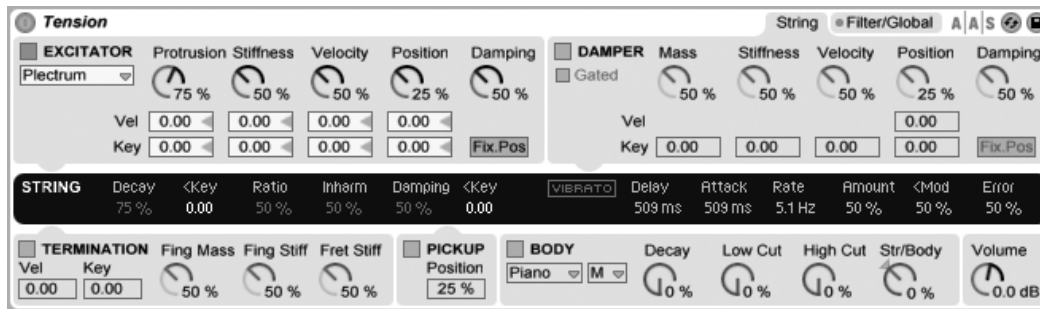 Tension String Filter/Global A A S
EXCITATOR Protrusion Stiffness Velocity Position Damping DAMPER Mass Stiffness Velocity Position Damping
Plectrum Gated
75 % 50 % 50 % 25 % 50 % 50 % 50 % 50 % 25 % 50 %
Vel 0.00 0.00 0.00 0.00 Vel 0.00
Key 0.00 0.00 0.00 0.00 Fix.Pos Key 0.00 0.00 0.00 0.00 Fix.Pos
STRING Decay <Key Ratio Inharm Damping <Key VIBRATO Delay Attack Rate Amount <Mod Error
75 % 0.00 50 % 50 % 50 % 0.00 509 ms 509 ms 5.1 Hz 50 % 50 % 50 %
TERMINATION Fing Mass Fing Stiff Fret Stiff PICKUP BODY Decay Low Cut High Cut Str/Body Volume
Vel Key Position Piano M
0.00 0.00 50 % 50 % 50 % 25 % 0 % 0 % 0 % 0 % 0.0 dB